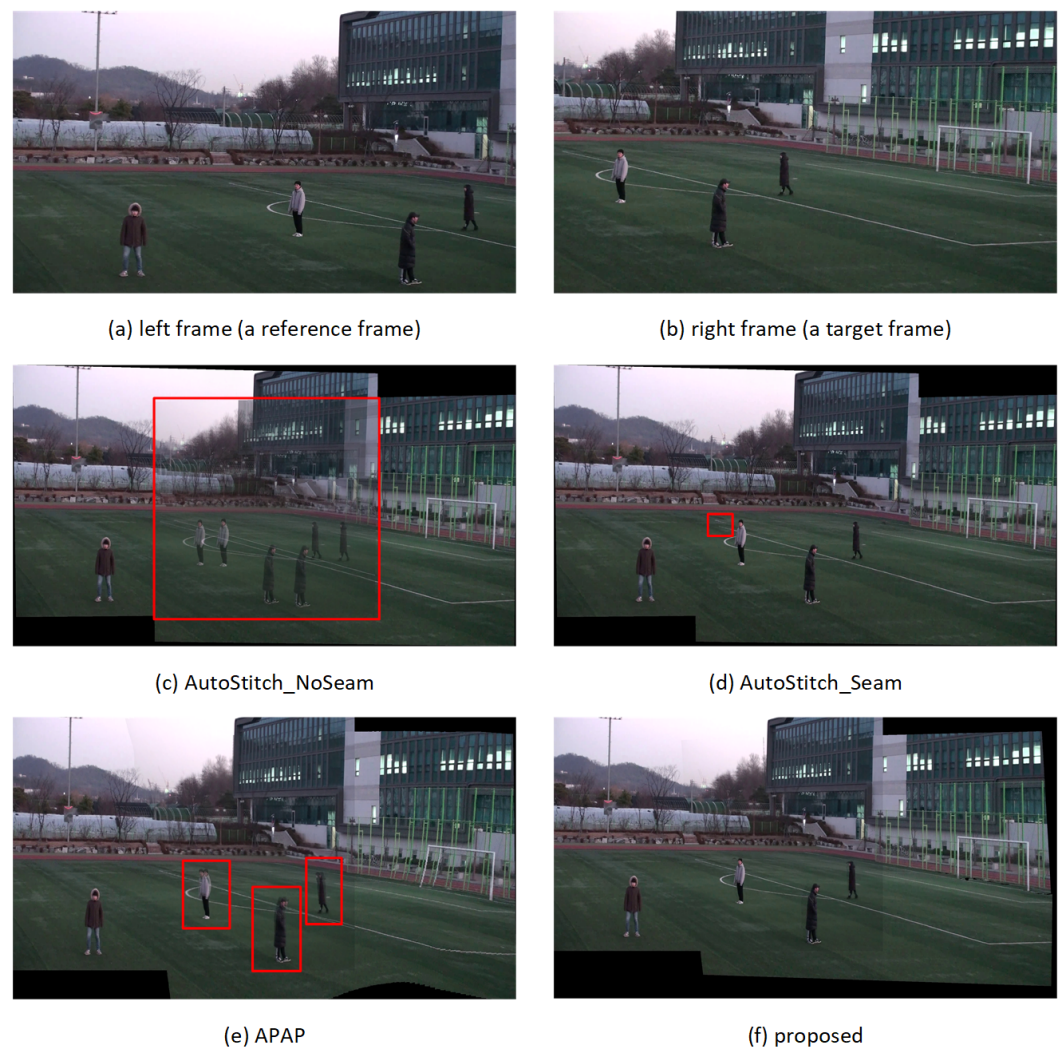 (a) left frame (a reference frame)
(b) right frame (a target frame)
(c) AutoStitch_NoSeam
(d) AutoStitch_Seam
(e) APAP
(f) proposed